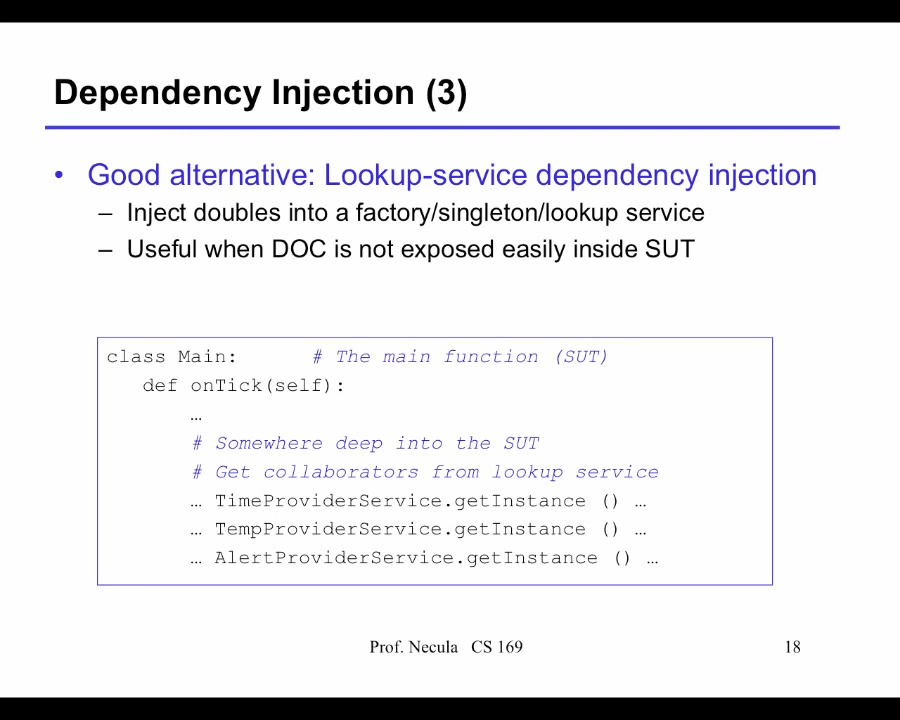 Dependency Injection (3)
• Good alternative: Lookup-service dependency injection
– Inject doubles into a factory/singleton/lookup service
– Useful when DOC is not exposed easily inside SUT
class Main: # The main function (SUT)
def onTick(self):
…
# Somewhere deep into the SUT
# Get collaborators from lookup service
… TimeProviderService.getInstance () …
… TempProviderService.getInstance () …
… AlertProviderService.getInstance () …
Prof. Necula CS 169
18